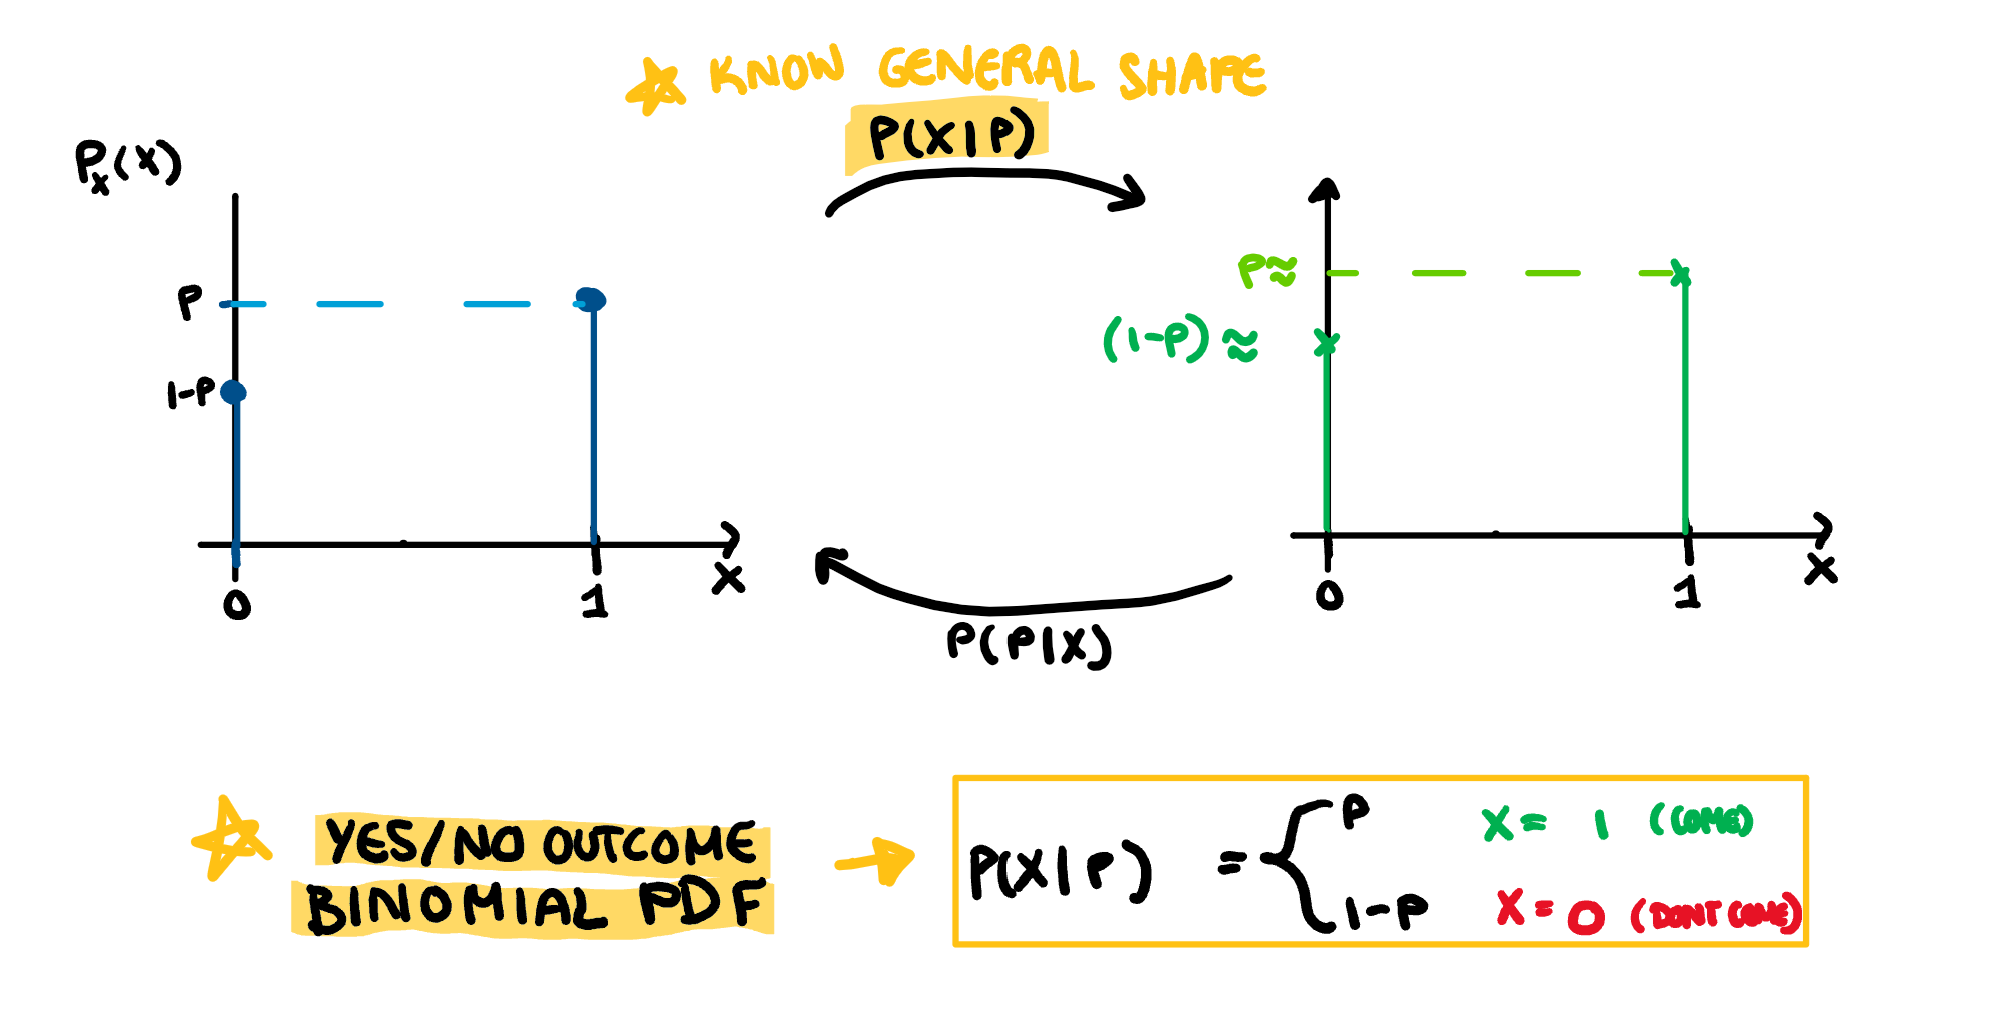 KNOW GENERAL SHAPE
P(X|P)
Px(X)
P
1-P
0
1
X
P≈
(1-P) ≈
0
1
X
P(P|X)
YES/NO OUTCOME
BINOMIAL PDF
P(X|P) =
P X = 1 (COME)
1-P X = 0 (DONT COME)